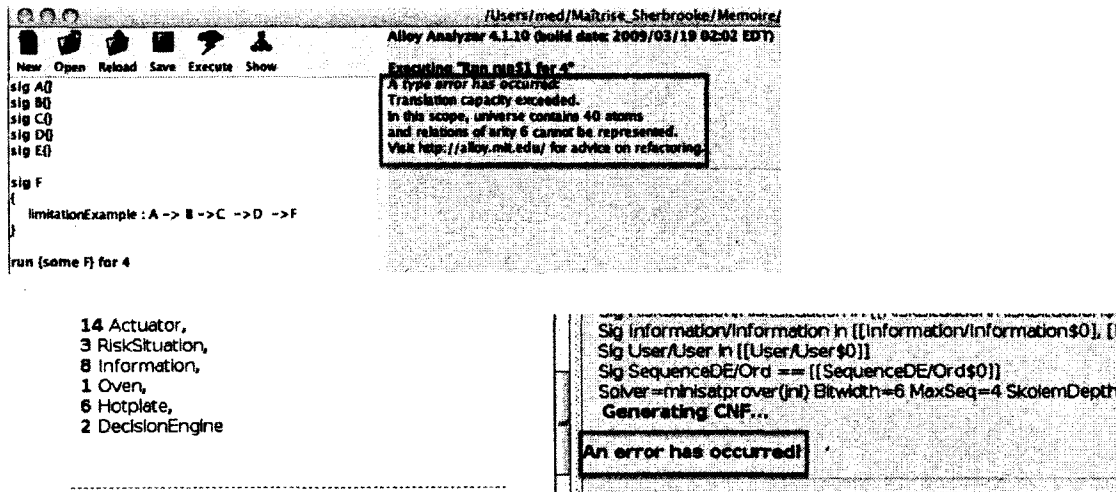 /Users/med/Maîtrise_Sherbrooke/Memoire/
New Open Reload Save Execute Show
Alloy Analyzer 4.1.10 (build date: 2009/03/19 02:02 EDT)
Executing "Run run$1 for 4"
A type error has occurred:
Translation capacity exceeded.
In this scope, universe contains 40 atoms
and relations of arity 6 cannot be represented.
Visit http://alloy.mit.edu/ for advice on refactoring.
sig A{}
sig B{}
sig C{}
sig D{}
sig E{}
sig F
{
limitationExample : A -> B ->C ->D ->F
}
run {some F} for 4
14 Actuator,
3 RiskSituation,
8 Information,
1 Oven,
6 Hotplate,
2 DecisionEngine
Sig Information/Information in [[Information/Information$0], [
Sig User/User in [[User/User$0]]
Sig SequenceDE/Ord == [[SequenceDE/Ord$0]]
Solver=minisatprover(jni) Bitwidth=6 MaxSeq=4 SkolemDepth
Generating CNF...
An error has occurred!